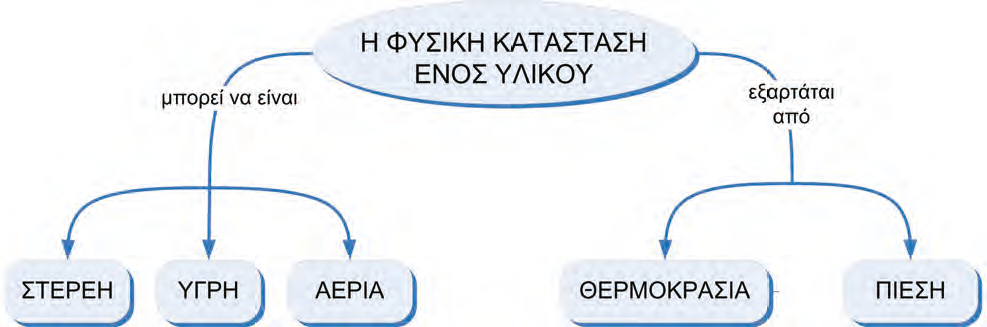 Η ΦΥΣΙΚΗ ΚΑΤΑΣΤΑΣΗ
ΕΝΟΣ ΥΛΙΚΟΥ
μπορεί να είναι
εξαρτάται
από
ΣΤΕΡΕΗ
ΥΓΡΗ
ΑΕΡΙΑ
ΘΕΡΜΟΚΡΑΣΙΑ
ΠΙΕΣΗ